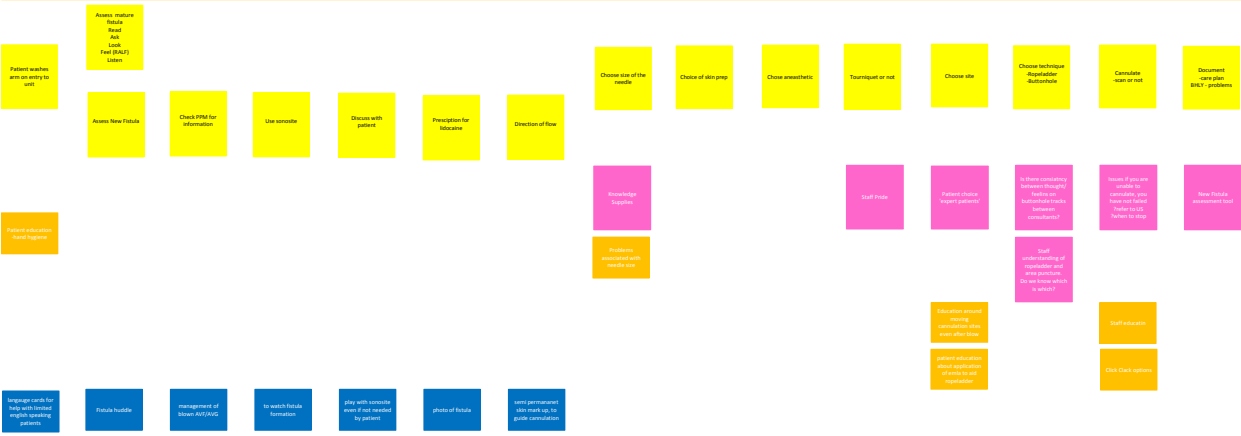 Assess mature
fistula
Read
Ask
Look
Feel (RALF)
Listen
Patient washes
arm on entry to
unit
Choose size of the
needle
Choice of skin prep
Chose aneasthetic
Tourniquet or not
Choose site
Choose technique
-Ropeladder
-Buttonhole
Cannulate
-scan or not
Document
-care plan
BHLY - problems
Assess New Fistula
Check PPM for
information
Use sonosite
Discuss with
patient
Presciption for
lidocaine
Direction of flow
Knowledge
Supplies
Staff Pride
Patient choice
'expert patients'
Is there consistncy
between thought/
feelins on
buttonhole tracks
between
consultants?
Issues if you are
unable to
cannulate, you
have not failed
?refer to US
?when to stop
New Fistula
assessment tool
Patient education
hand hygiene
Problems
associated with
needle size
Staff
understanding of
ropeladder and
area puncture.
Do we know which
is which?
Education around
moving
cannulation sites
even after blow
Staff educatio
patient education
about application
of emla to aid
ropeladder
Click Clack options
langauge cards for
help with limited
english speaking
patients
Fistula huddle
management of
blown AVF/AVG
to watch fistula
formation
play with sonosite
even if not needed
by patient
photo of fistula
semi permananet
skin mark up, to
guide cannulation